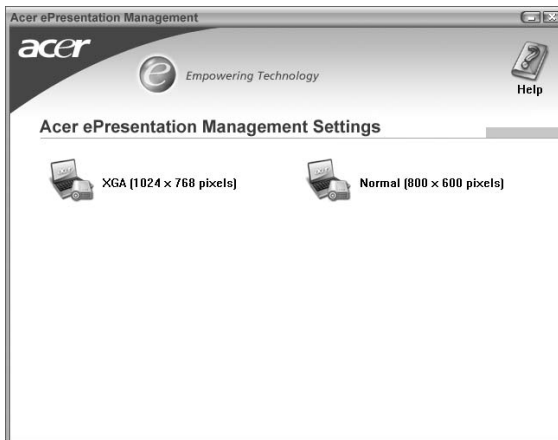 Acer ePresentation Management
acer
e Empowering Technology
Help
Acer ePresentation Management Settings
XGA (1024 x 768 pixels)
Normal (800 x 600 pixels)